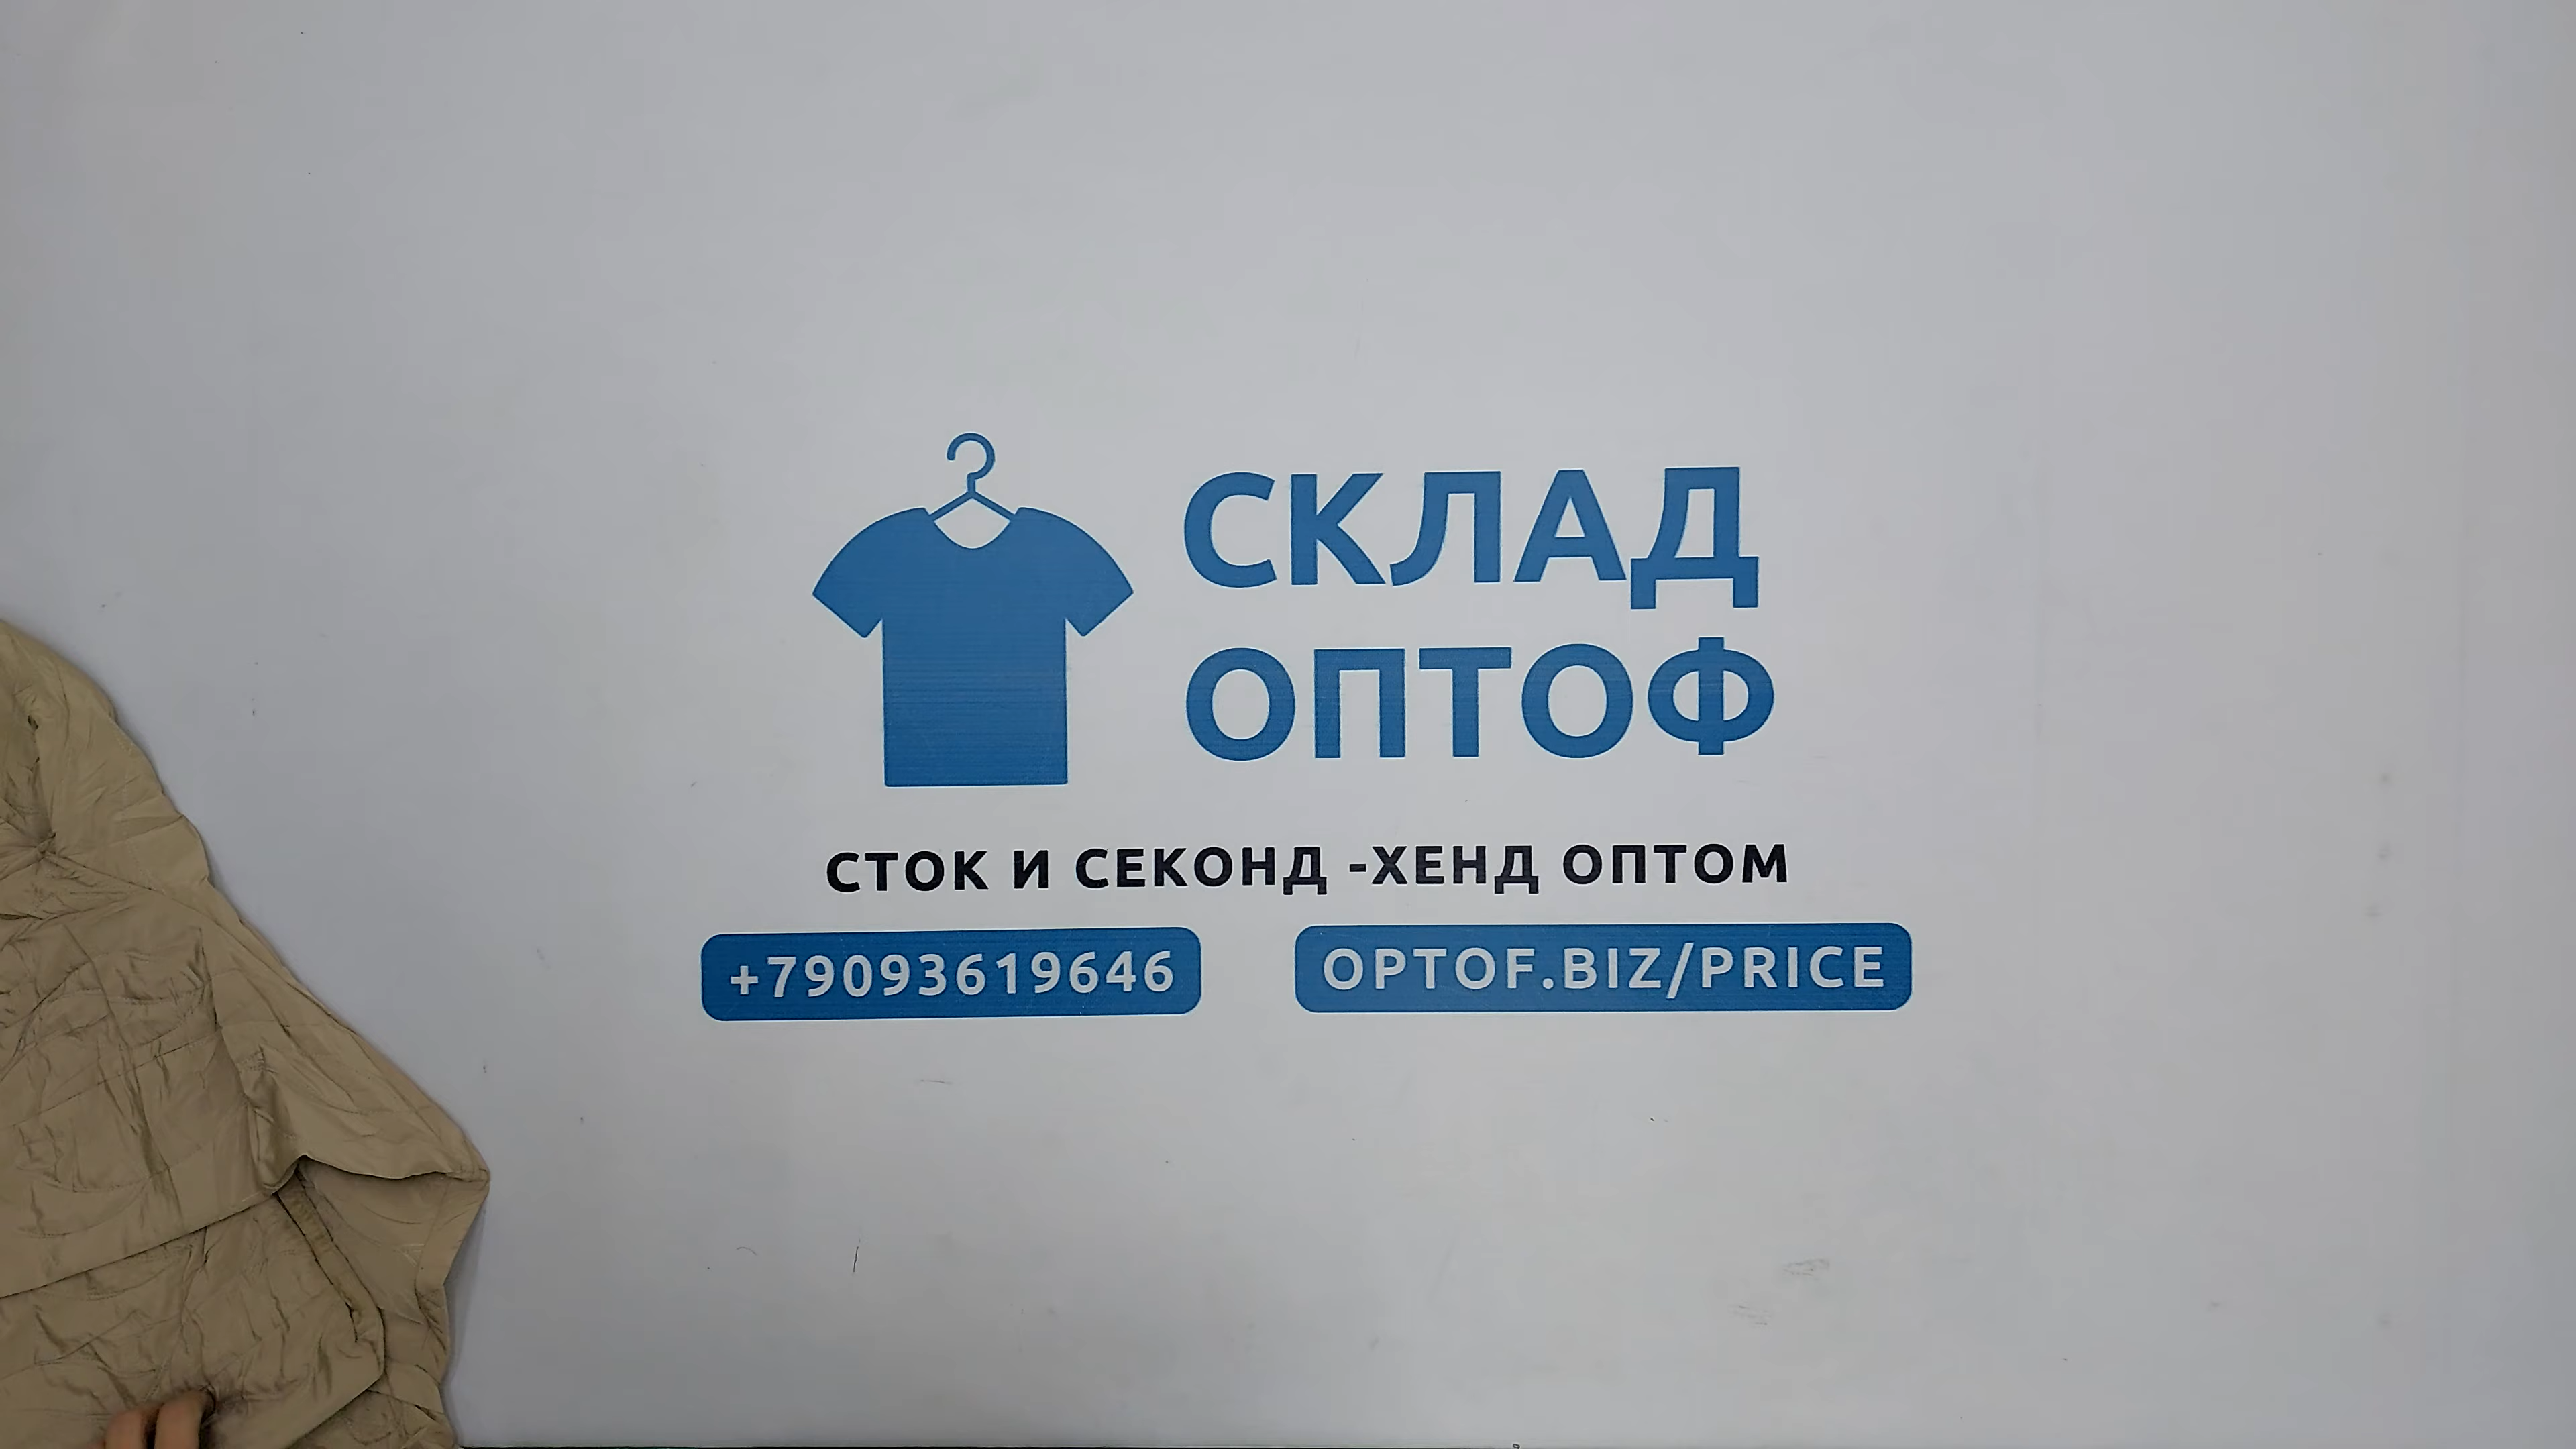 СКЛАД
ОПТОФ
СТОК И СЕКОНД -ХЕНД ОПТОМ
+79093619646
OPTOF.BIZ/PRICE